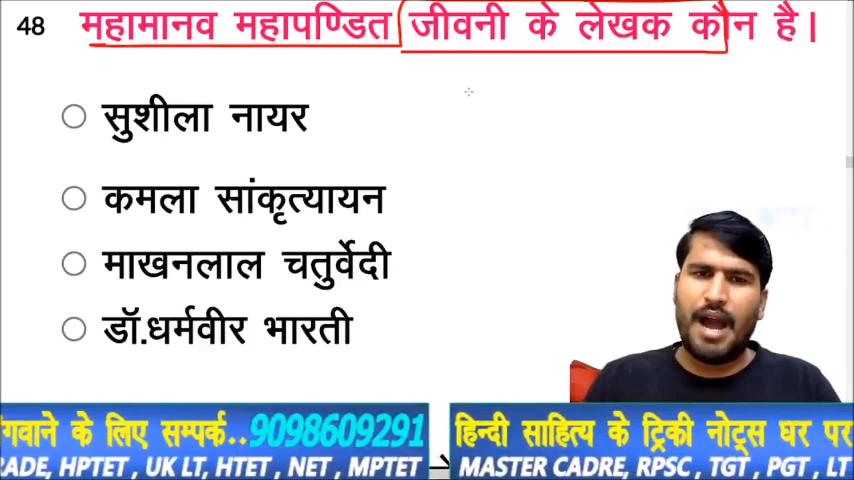 48 महामानव महापण्डित जीवनी के लेखक कौन है।
सुशीला नायर
कमला सांकृत्यायन
माखनलाल चतुर्वेदी
डॉ.धर्मवीर भारती
गवाने के लिए सम्पर्क..9098609291 हिन्दी साहित्य के ट्रिकी नोट्स घर पर
RADE, HPTET , UK LT, HTET , NET , MPTET MASTER CADRE, RPSC , TGT , PGT , LT